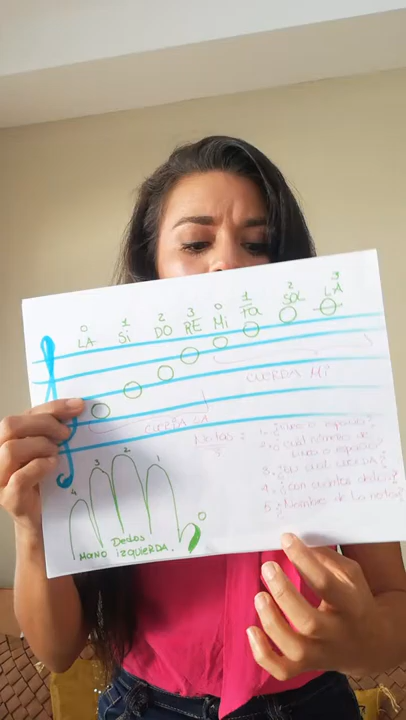 0 1 2 3 0 1 2 3
LA Si DO RE Mi Fa SOL LA
CUERDA Mi
CUERDA LA
Notas = 1. ¿Linea o espacio?
2. ¿Cuál número de
linea o espacio?
3. ¿En cuál cuerda?
4. ¿Con cuántos dedos?
5. Nombre de la nota?
4 3 2 1 0
Dedos
MANO izquiERDA.